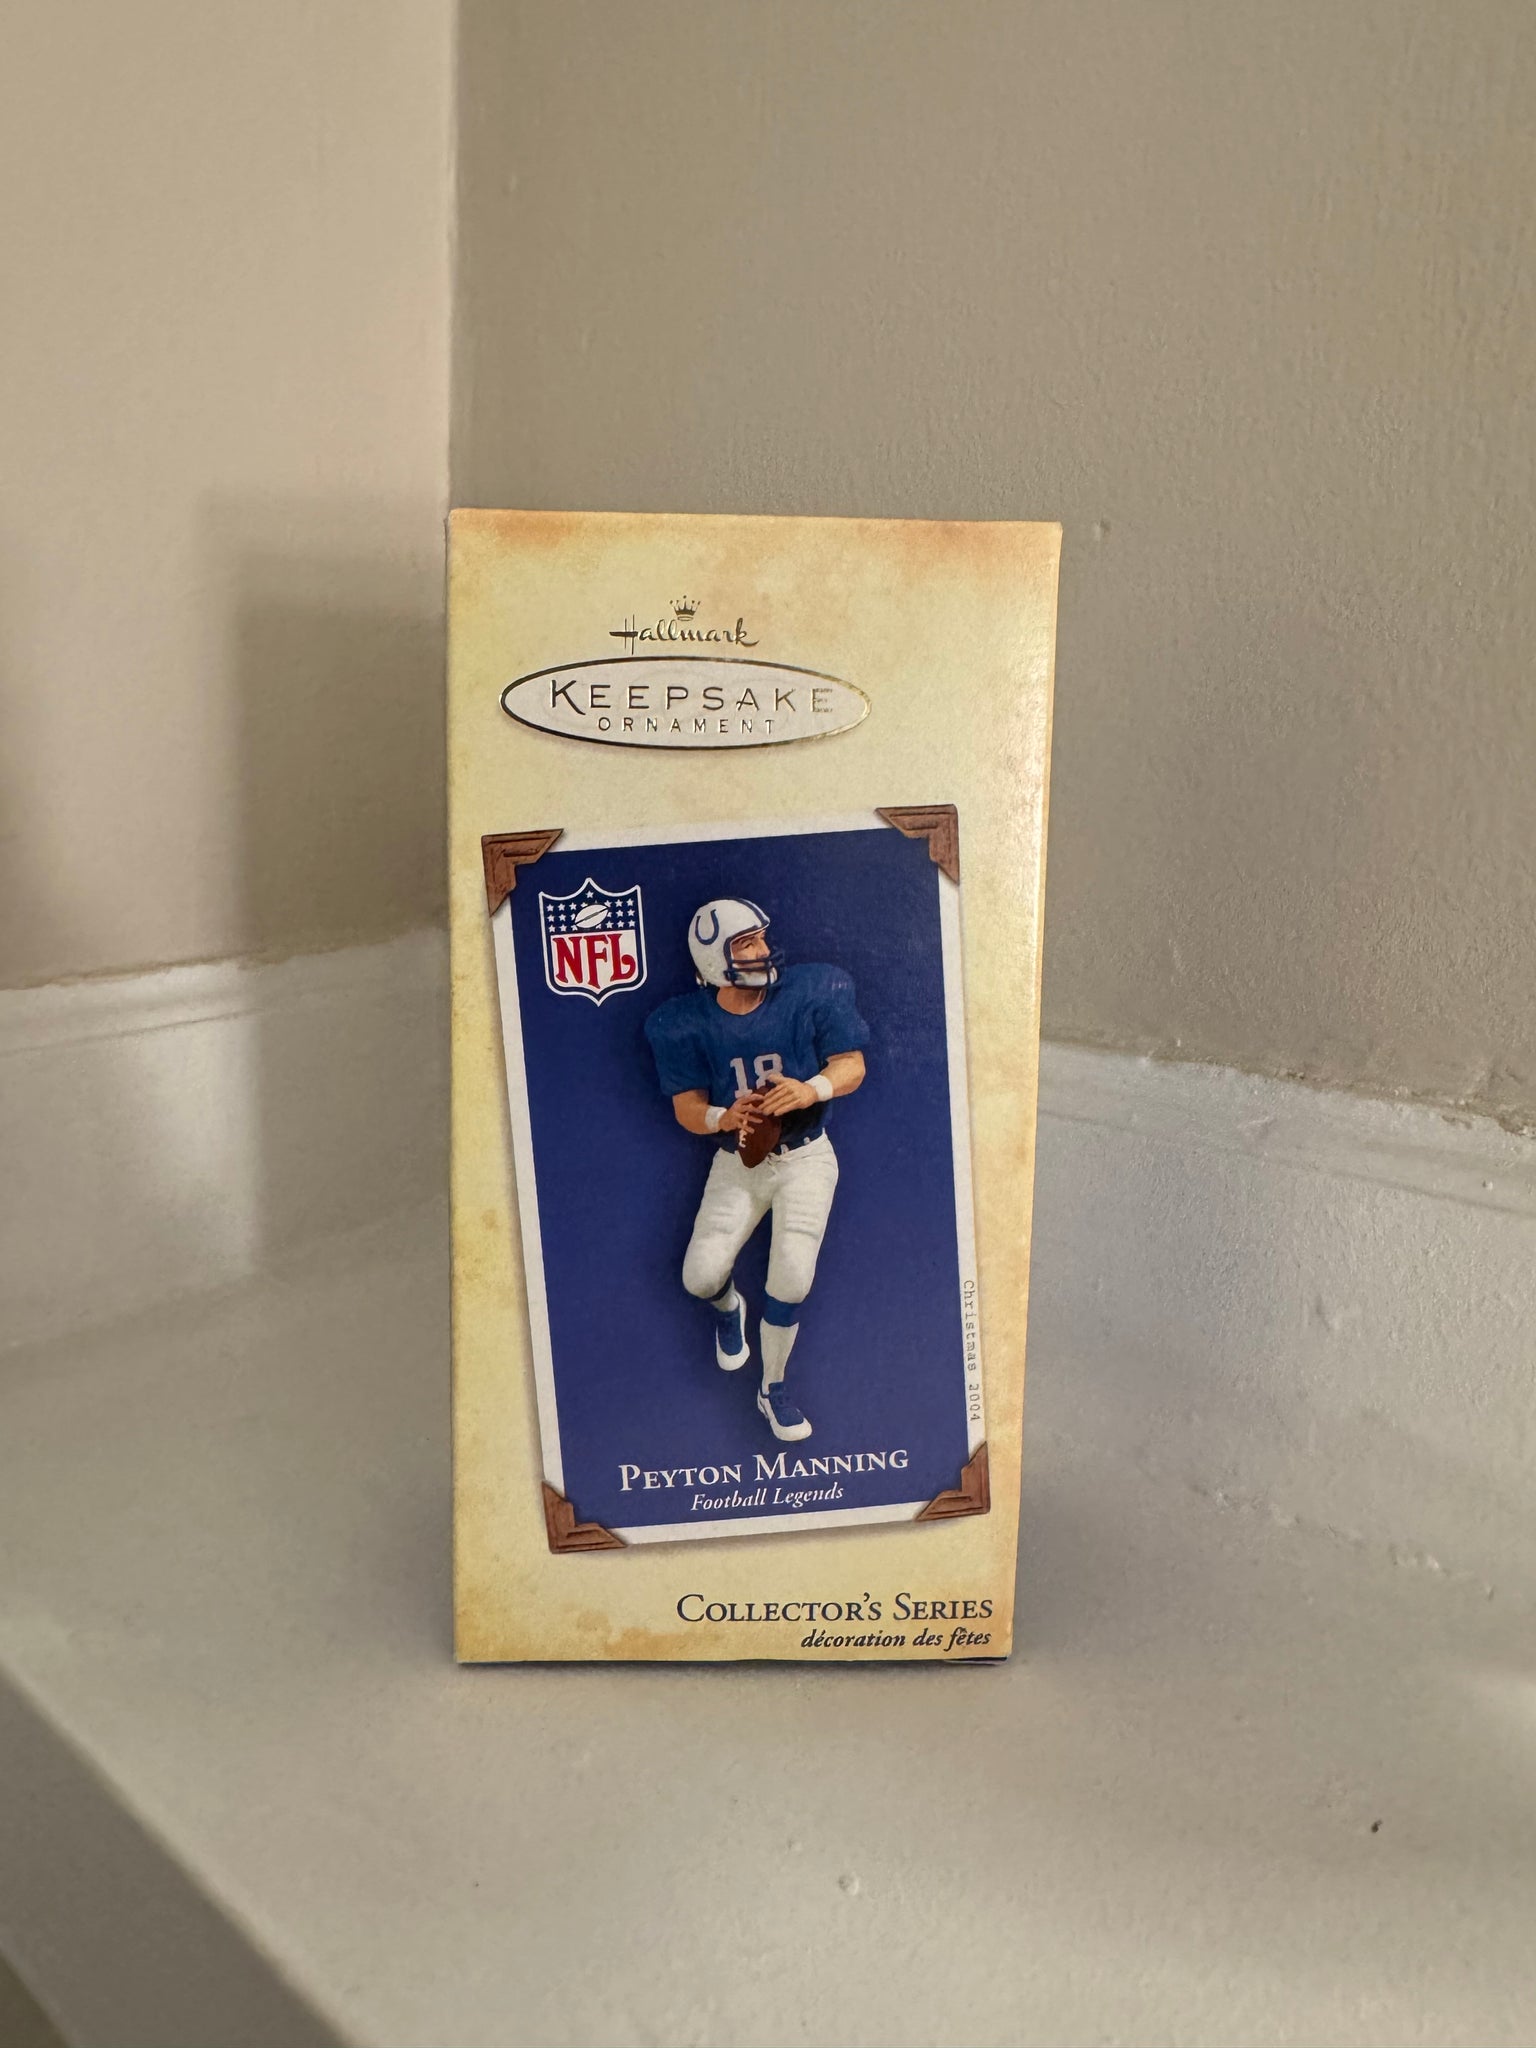 Hallmark
KEEPSAKE
ORNAMENT
NFL
18
Christmas 2004
PEYTON MANNING
Football Legends
COLLECTOR'S SERIES
décoration des fêtes